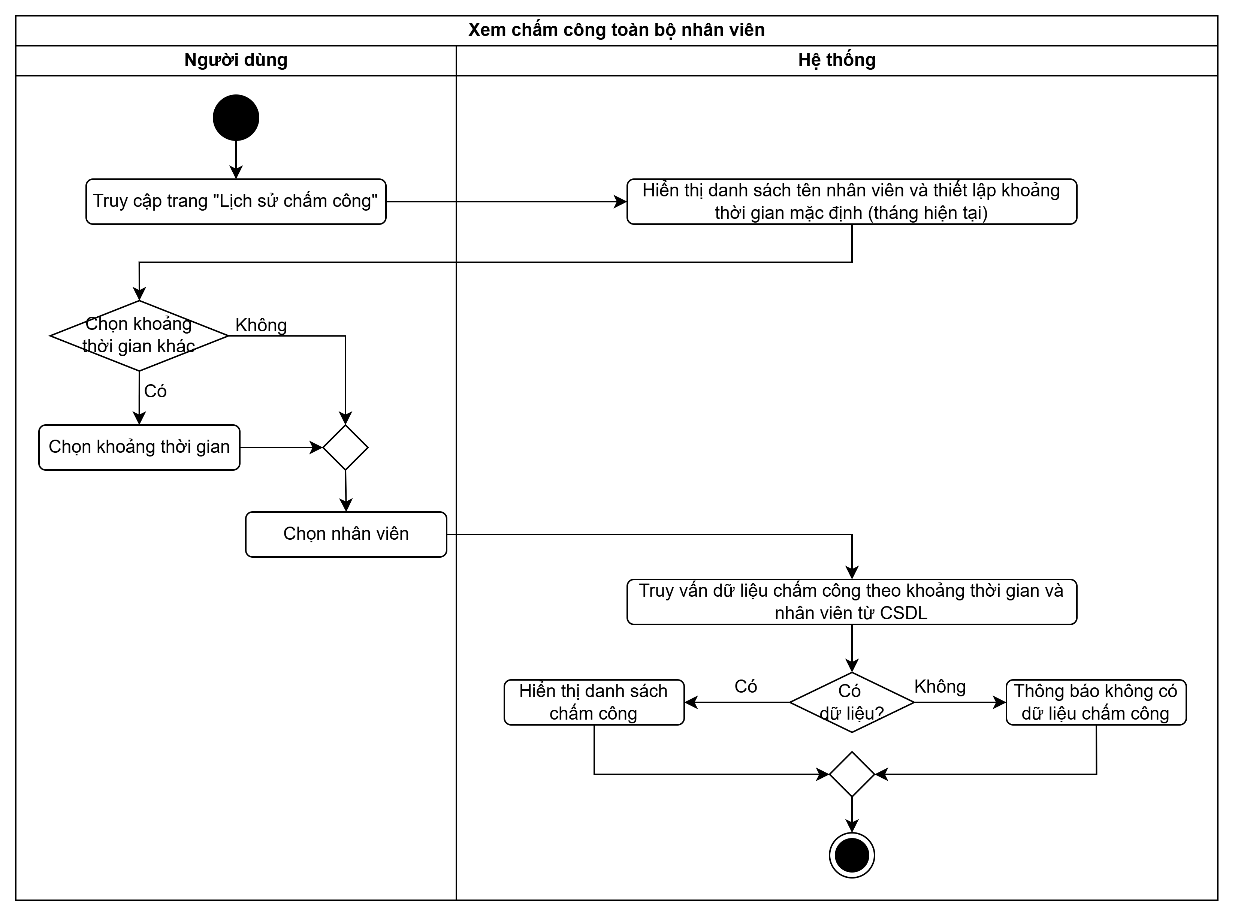 Xem chấm công toàn bộ nhân viên
Người dùng
Hệ thống
Truy cập trang "Lịch sử chấm công"
Hiển thị danh sách tên nhân viên và thiết lập khoảng
thời gian mặc định (tháng hiện tại)
Chọn khoảng
thời gian khác
Không
Có
Chọn khoảng thời gian
Chọn nhân viên
Truy vấn dữ liệu chấm công theo khoảng thời gian và
nhân viên từ CSDL
Có
dữ liệu?
Có
Không
Hiển thị danh sách
chấm công
Thông báo không có
dữ liệu chấm công